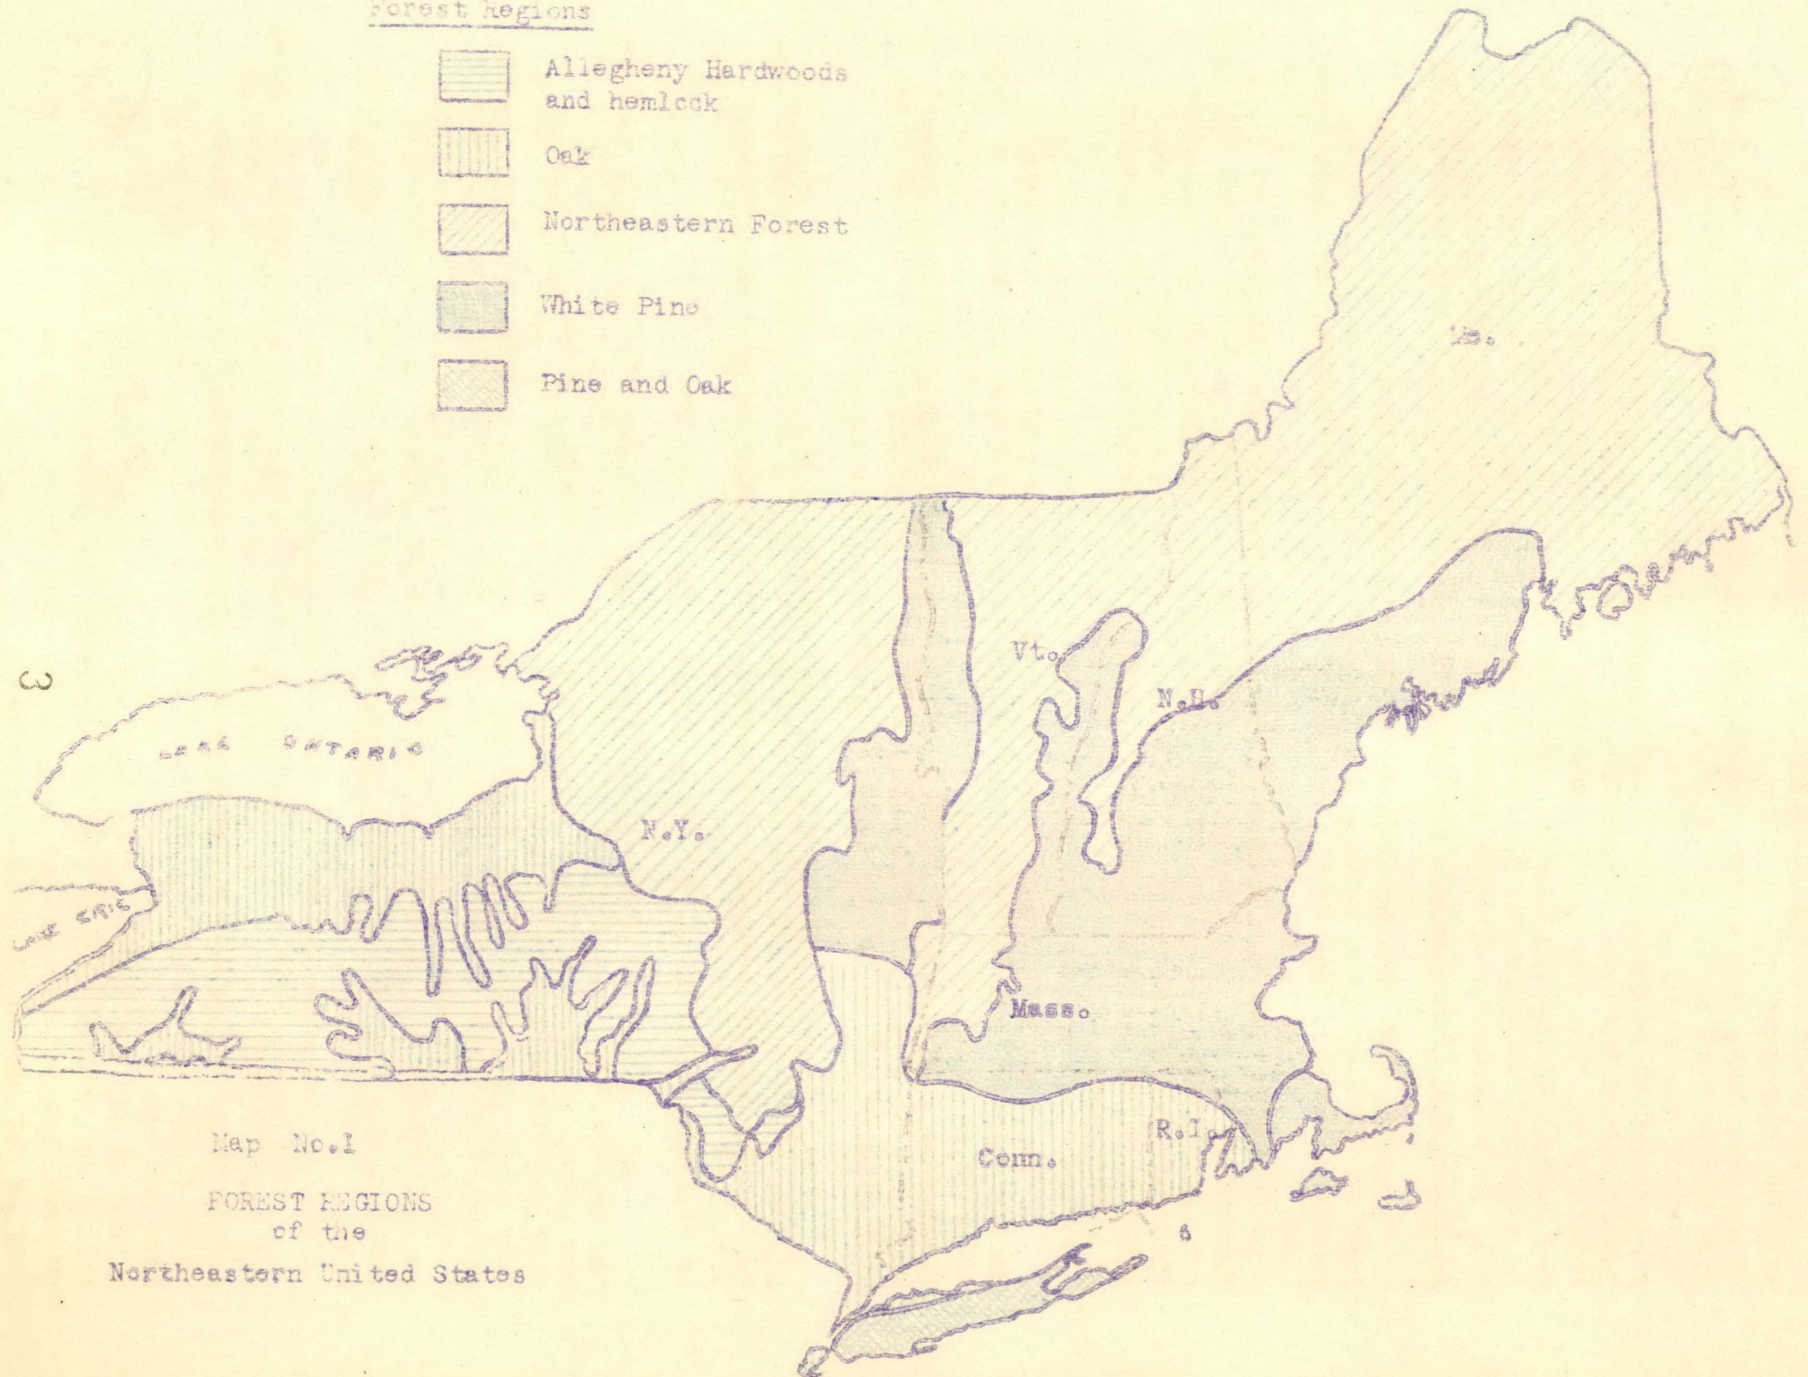 Forest Regions
Allegheny Hardwoods
and hemlock
Oak
Northeastern Forest
White Pine
Pine and Oak
Me.
Vt.
N.H.
3
LAKE ONTARIO
N.Y.
LAKE ERIE
Mass.
R.I.
Conn.
Map No.1
FOREST REGIONS
of the
Northeastern United States